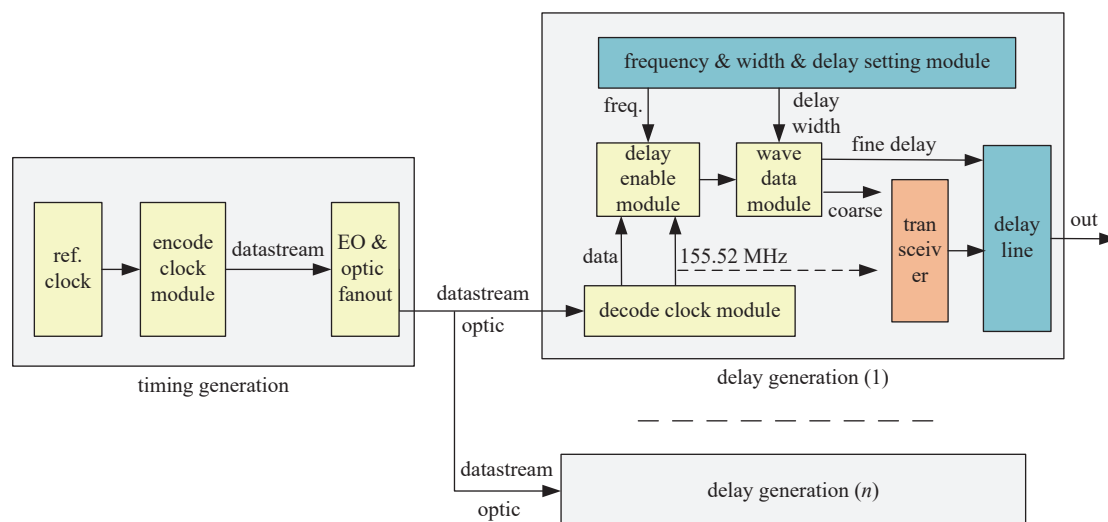 frequency & width & delay setting module
freq.
delay
width
delay
enable
module
wave
data
module
fine delay
coarse
tran
sceiv
er
delay
line
out
data
155.52 MHz
decode clock module
delay generation (1)
ref.
clock
encode
clock
module
datastream
EO &
optic
fanout
timing generation
datastream
optic
datastream
optic
delay generation (n)